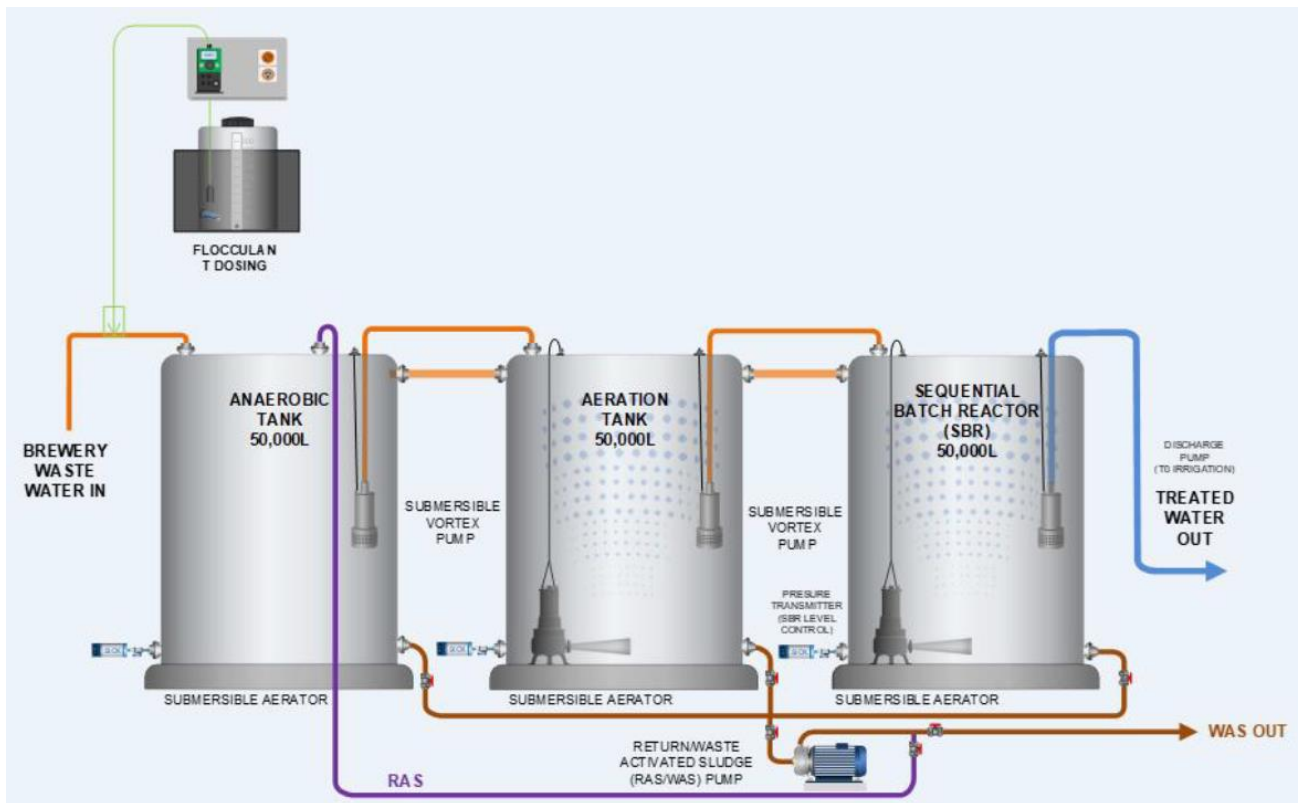 FLOCCULAN
T DOSING
BREWERY
WASTE
WATER IN
ANAEROBIC
TANK
50,000L
SUBMERSIBLE
VORTEX
PUMP
AERATION
TANK
50,000L
SUBMERSIBLE
VORTEX
PUMP
PRESURE
TRANSMITTER
(SBR LEVEL
CONTROL)
SEQUENTIAL
BATCH REACTOR
(SBR)
50,000L
DISCHARGE
PUMP
(T0 IRRIGATION)
TREATED
WATER
OUT
SUBMERSIBLE AERATOR
SUBMERSIBLE AERATOR
SUBMERSIBLE AERATOR
RETURN/WASTE
ACTIVATED SLUDGE
(RAS/WAS) PUMP
WAS OUT
RAS